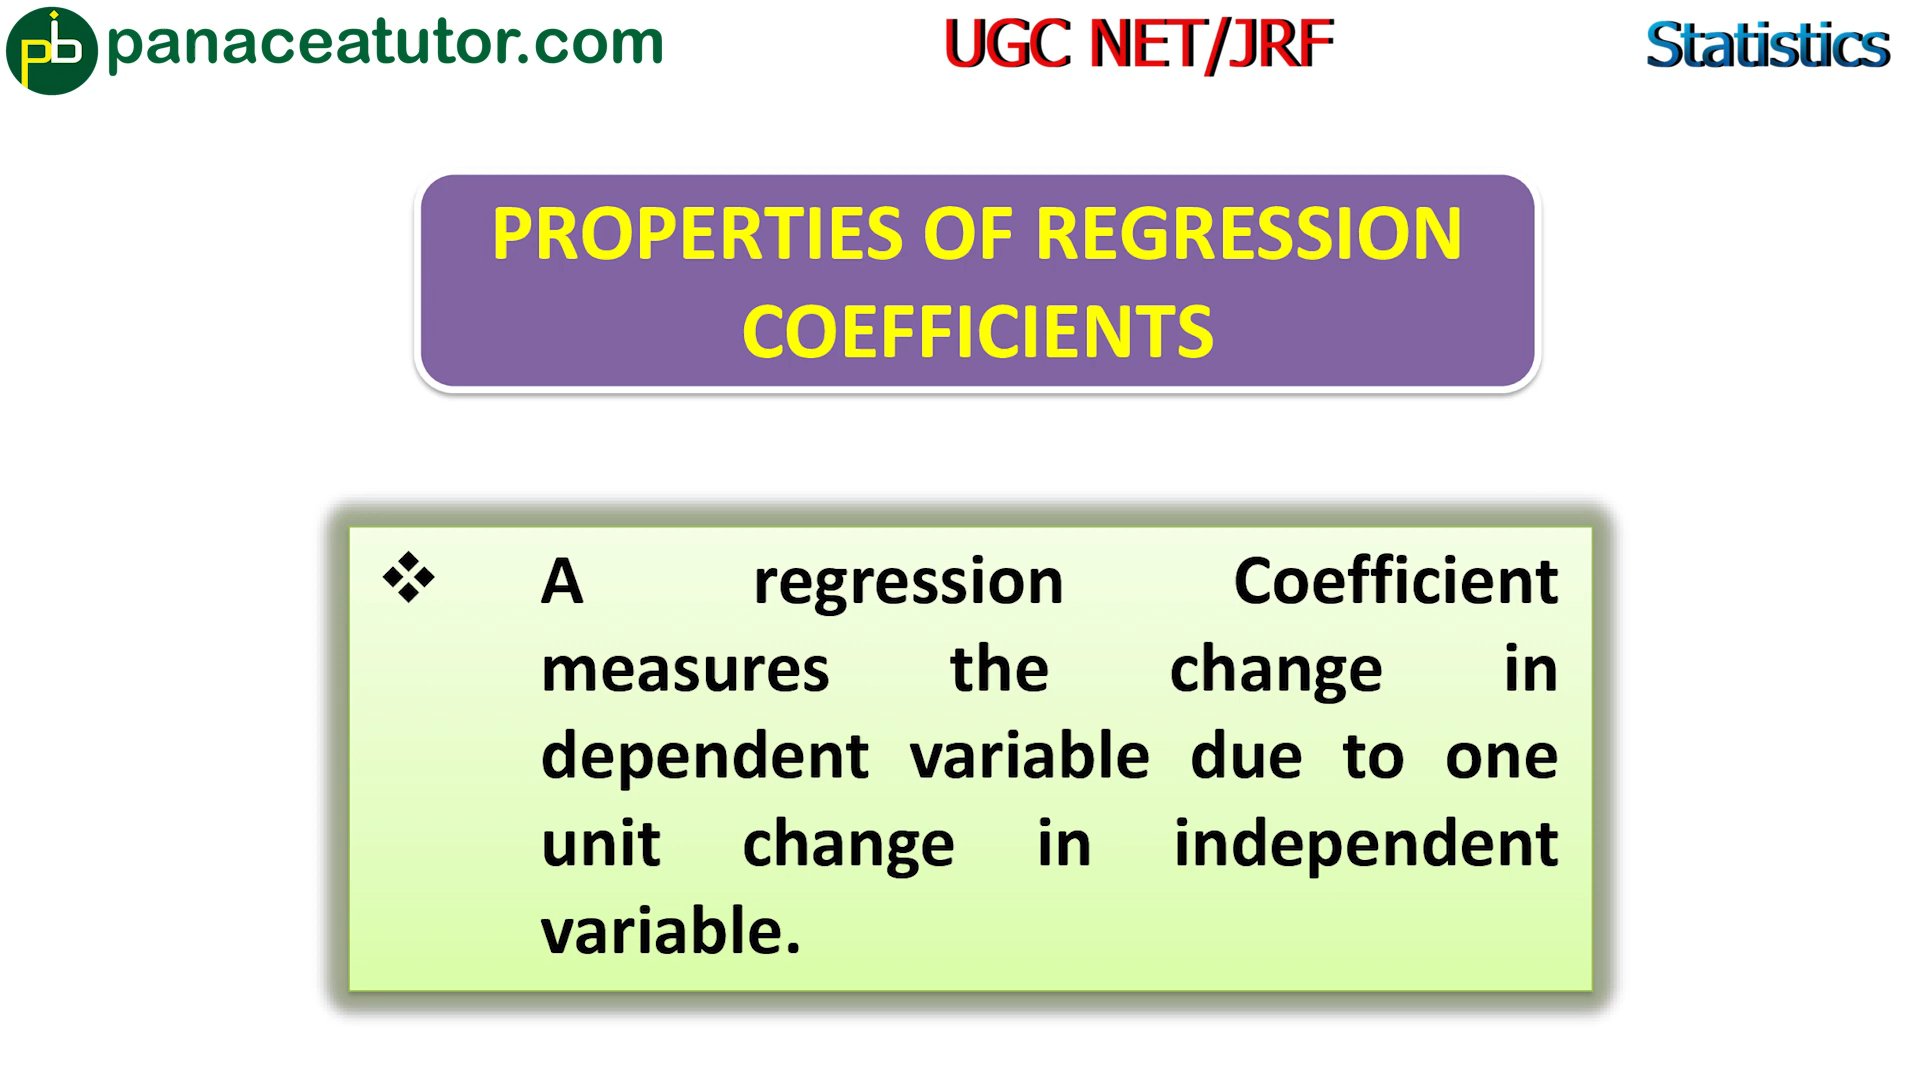 pb panaceatutor.com UGC NET/JRF Statistics
PROPERTIES OF REGRESSION
COEFFICIENTS
❖ A regression Coefficient
measures the change in
dependent variable due to one
unit change in independent
variable.